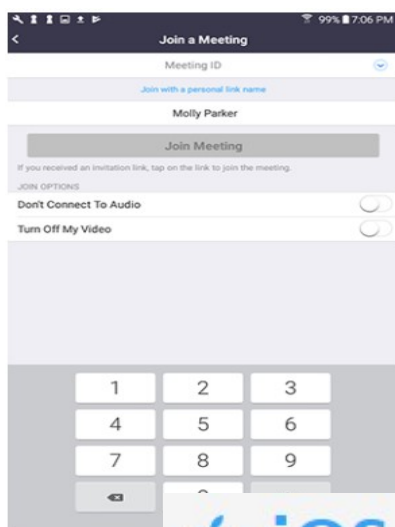 99% 7:06 PM
Join a Meeting
Meeting ID
Join with a personal link name
Molly Parker
Join Meeting
If you received an invitation link, tap on the link to join the meeting.
JOIN OPTIONS
Don't Connect To Audio
Turn Off My Video
1 2 3
4 5 6
7 8 9